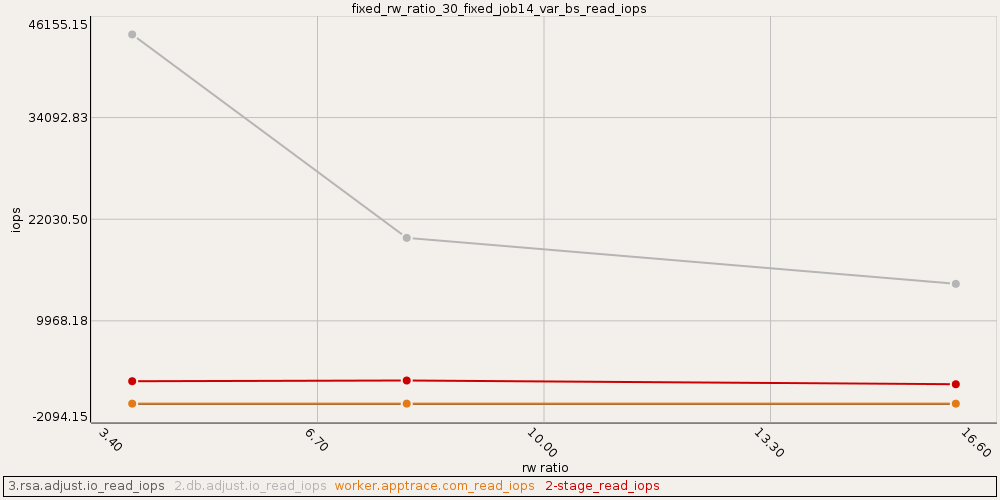 fixed_rw_ratio_30_fixed_job14_var_bs_read_iops
46155.15
34092.83
22030.50
9968.18
-2094.15
iops
3.40 6.70 10.00 13.30 16.60
rw ratio
3.rsa.adjust.io_read_iops 2.db.adjust.io_read_iops worker.apptrace.com_read_iops 2-stage_read_iops